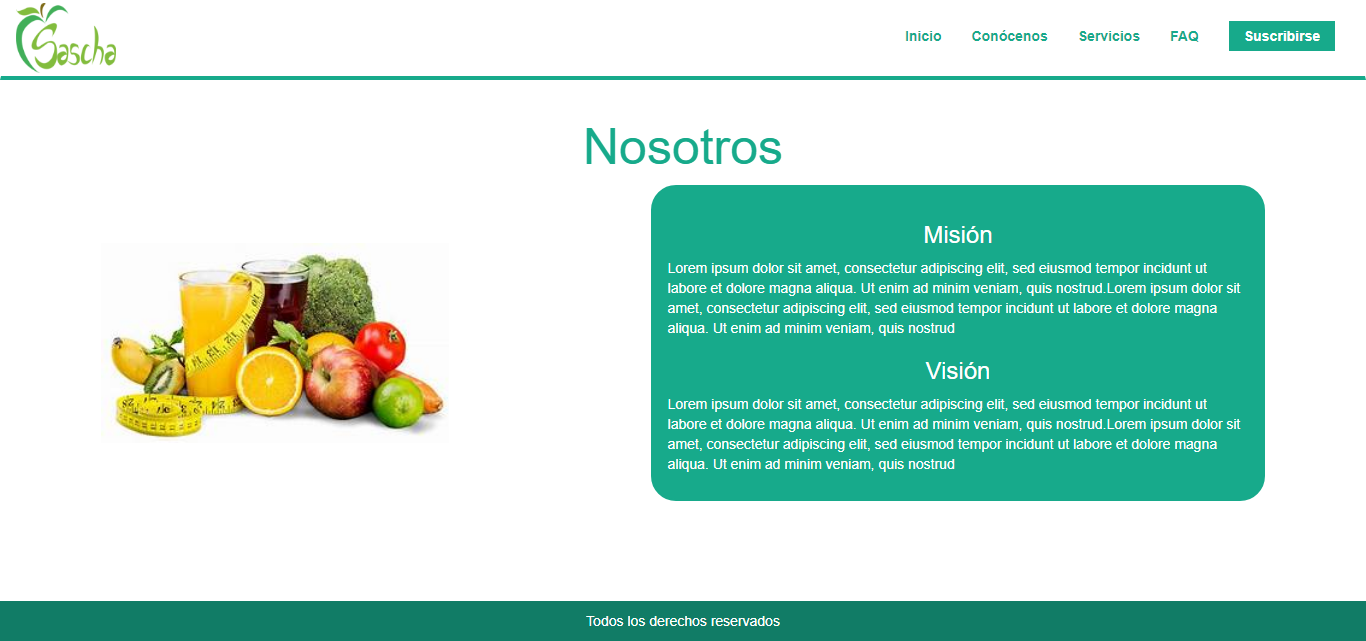 Sascha
Inicio
Conócenos
Servicios
FAQ
Suscribirse
Nosotros
Misión
Lorem ipsum dolor sit amet, consectetur adipiscing elit, sed eiusmod tempor incidunt ut
labore et dolore magna aliqua. Ut enim ad minim veniam, quis nostrud.Lorem ipsum dolor sit
amet, consectetur adipiscing elit, sed eiusmod tempor incidunt ut labore et dolore magna
aliqua. Ut enim ad minim veniam, quis nostrud
Visión
Lorem ipsum dolor sit amet, consectetur adipiscing elit, sed eiusmod tempor incidunt ut
labore et dolore magna aliqua. Ut enim ad minim veniam, quis nostrud.Lorem ipsum dolor sit
amet, consectetur adipiscing elit, sed eiusmod tempor incidunt ut labore et dolore magna
aliqua. Ut enim ad minim veniam, quis nostrud
Todos los derechos reservados